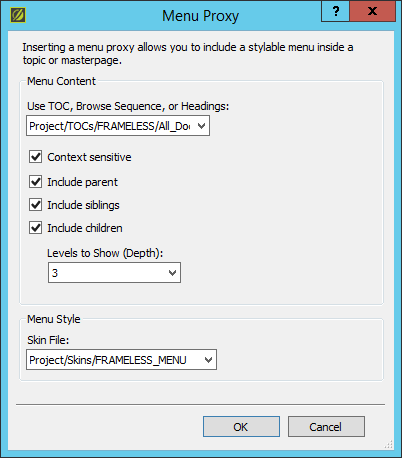 Menu Proxy
?
x
Inserting a menu proxy allows you to include a stylable menu inside a
topic or masterpage.
Menu Content
Use TOC, Browse Sequence, or Headings:
Project/TOCs/FRAMELESS/All_Do
Context sensitive
Include parent
Include siblings
Include children
Levels to Show (Depth):
3
Menu Style
Skin File:
Project/Skins/FRAMELESS_MENU
OK
Cancel